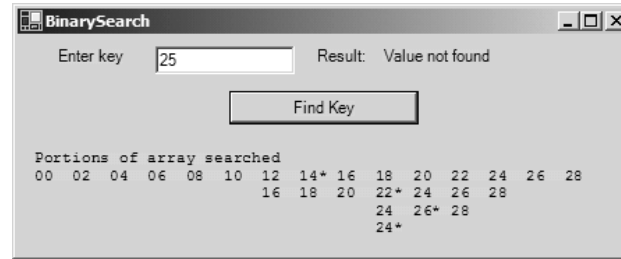 BinarySearch
Enter key 25 Result: Value not found
Find Key
Portions of array searched
00 02 04 06 08 10 12 14* 16 18 20 22 24 26 28
16 18 20 22* 24 26 28
24 26* 28
24*